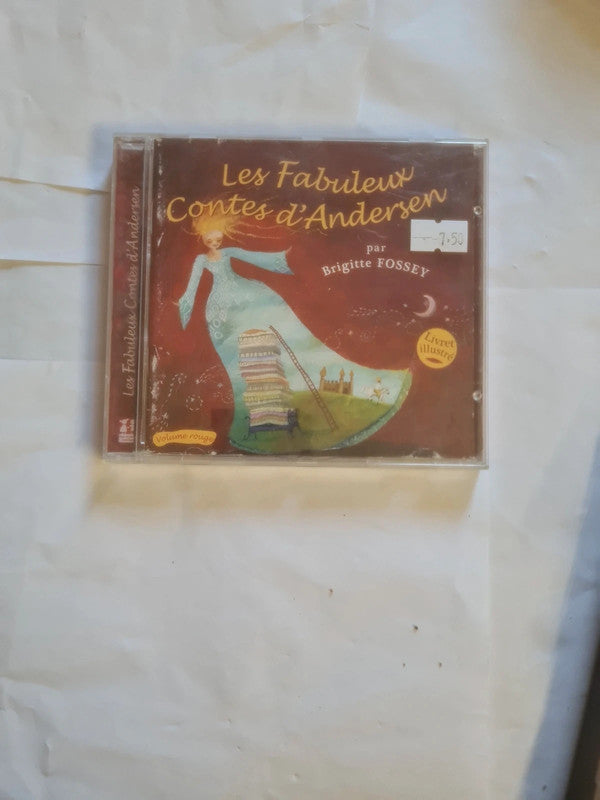 Les Fabuleux
Contes d'Andersen
7.50
par
Brigitte FOSSEY
Livret
illustré
Volume rouge
Les Fabuleux Contes d'Andersen